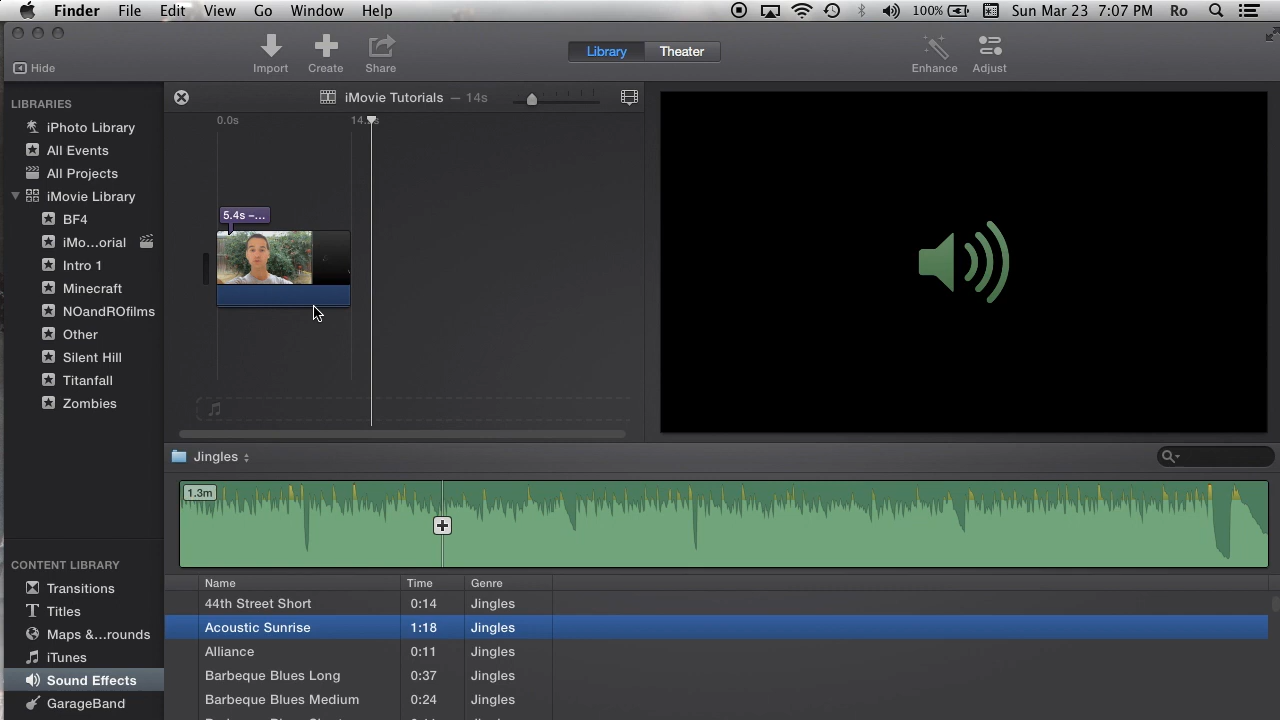 Finder File Edit View Go Window Help 100% Sun Mar 23 7:07 PM Ro
Hide Import Create Share Library Theater Enhance Adjust
LIBRARIES
iPhoto Library
All Events
All Projects
iMovie Library
BF4
iMo...orial
Intro 1
Minecraft
NOandROfilms
Other
Silent Hill
Titanfall
Zombies
CONTENT LIBRARY
Transitions
T Titles
Maps &...rounds
iTunes
Sound Effects
GarageBand
iMovie Tutorials — 14s
0.0s
5.4s –...
Jingles
1.3m
Name Time Genre
44th Street Short 0:14 Jingles
Acoustic Sunrise 1:18 Jingles
Alliance 0:11 Jingles
Barbeque Blues Long 0:37 Jingles
Barbeque Blues Medium 0:24 Jingles